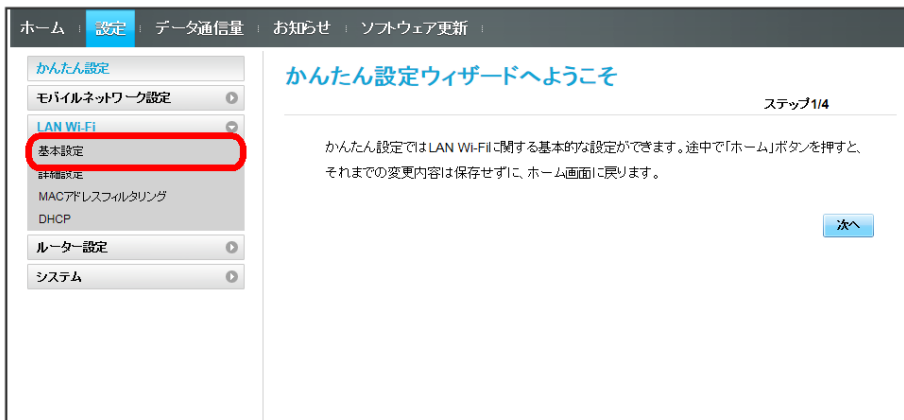 ホーム 設定 データ通信量 お知らせ ソフトウェア更新
かんたん設定
モバイルネットワーク設定
LAN Wi-Fi
基本設定
詳細設定
MACアドレスフィルタリング
DHCP
ルーター設定
システム
かんたん設定ウィザードへようこそ
ステップ1/4
かんたん設定ではLAN Wi-Fiに関する基本的な設定ができます。途中で「ホーム」ボタンを押すと、
それまでの変更内容は保存せずに、ホーム画面に戻ります。
次へ